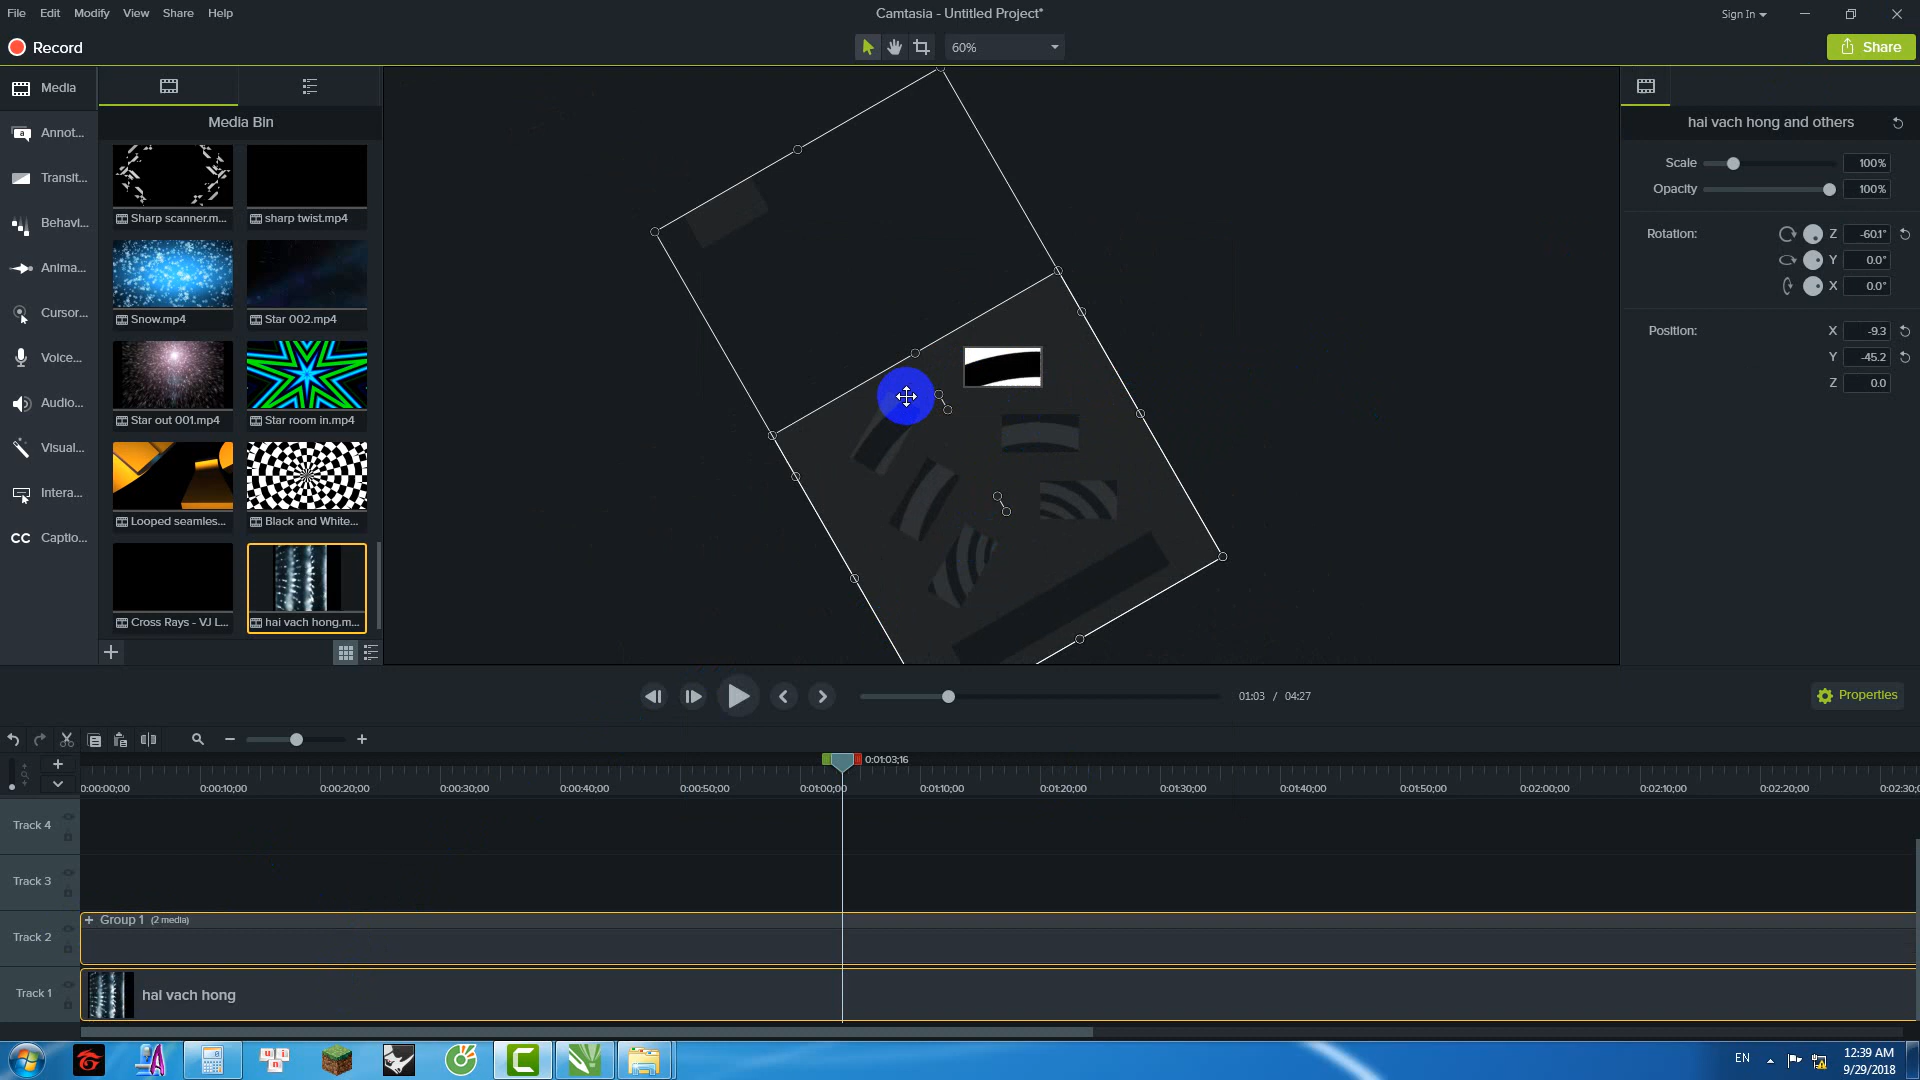 File Edit Modify View Share Help
Camtasia - Untitled Project*
Sign In
Record
60%
Share
Media
Annot...
Transit...
Behavi...
Anima...
Cursor...
Voice...
Audio...
Visual...
Intera...
CC Captio...
Media Bin
Sharp scanner.m... sharp twist.mp4
Snow.mp4 Star 002.mp4
Star out 001.mp4 Star room in.mp4
Looped seamles... Black and White...
Cross Rays - VJ L... hai vach hong.m...
hai vach hong and others
Scale 100%
Opacity 100%
Rotation: Z -60.1°
Y 0.0°
X 0.0°
Position: X -9.3
Y -45.2
Z 0.0
01:03 / 04:27
Properties
0:01:03;16
0:00:00;00 0:00:10;00 0:00:20;00 0:00:30;00 0:00:40;00 0:00:50;00 0:01:00;00 0:01:10;00 0:01:20;00 0:01:30;00 0:01:40;00 0:01:50;00 0:02:00;00 0:02:10;00 0:02:20;00 0:02:30;0
Track 4
Track 3
Track 2
Group 1 (2 media)
Track 1
hai vach hong
EN
12:39 AM
9/29/2018